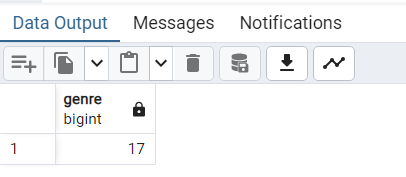 Data Output Messages Notifications
genre
bigint
1 17